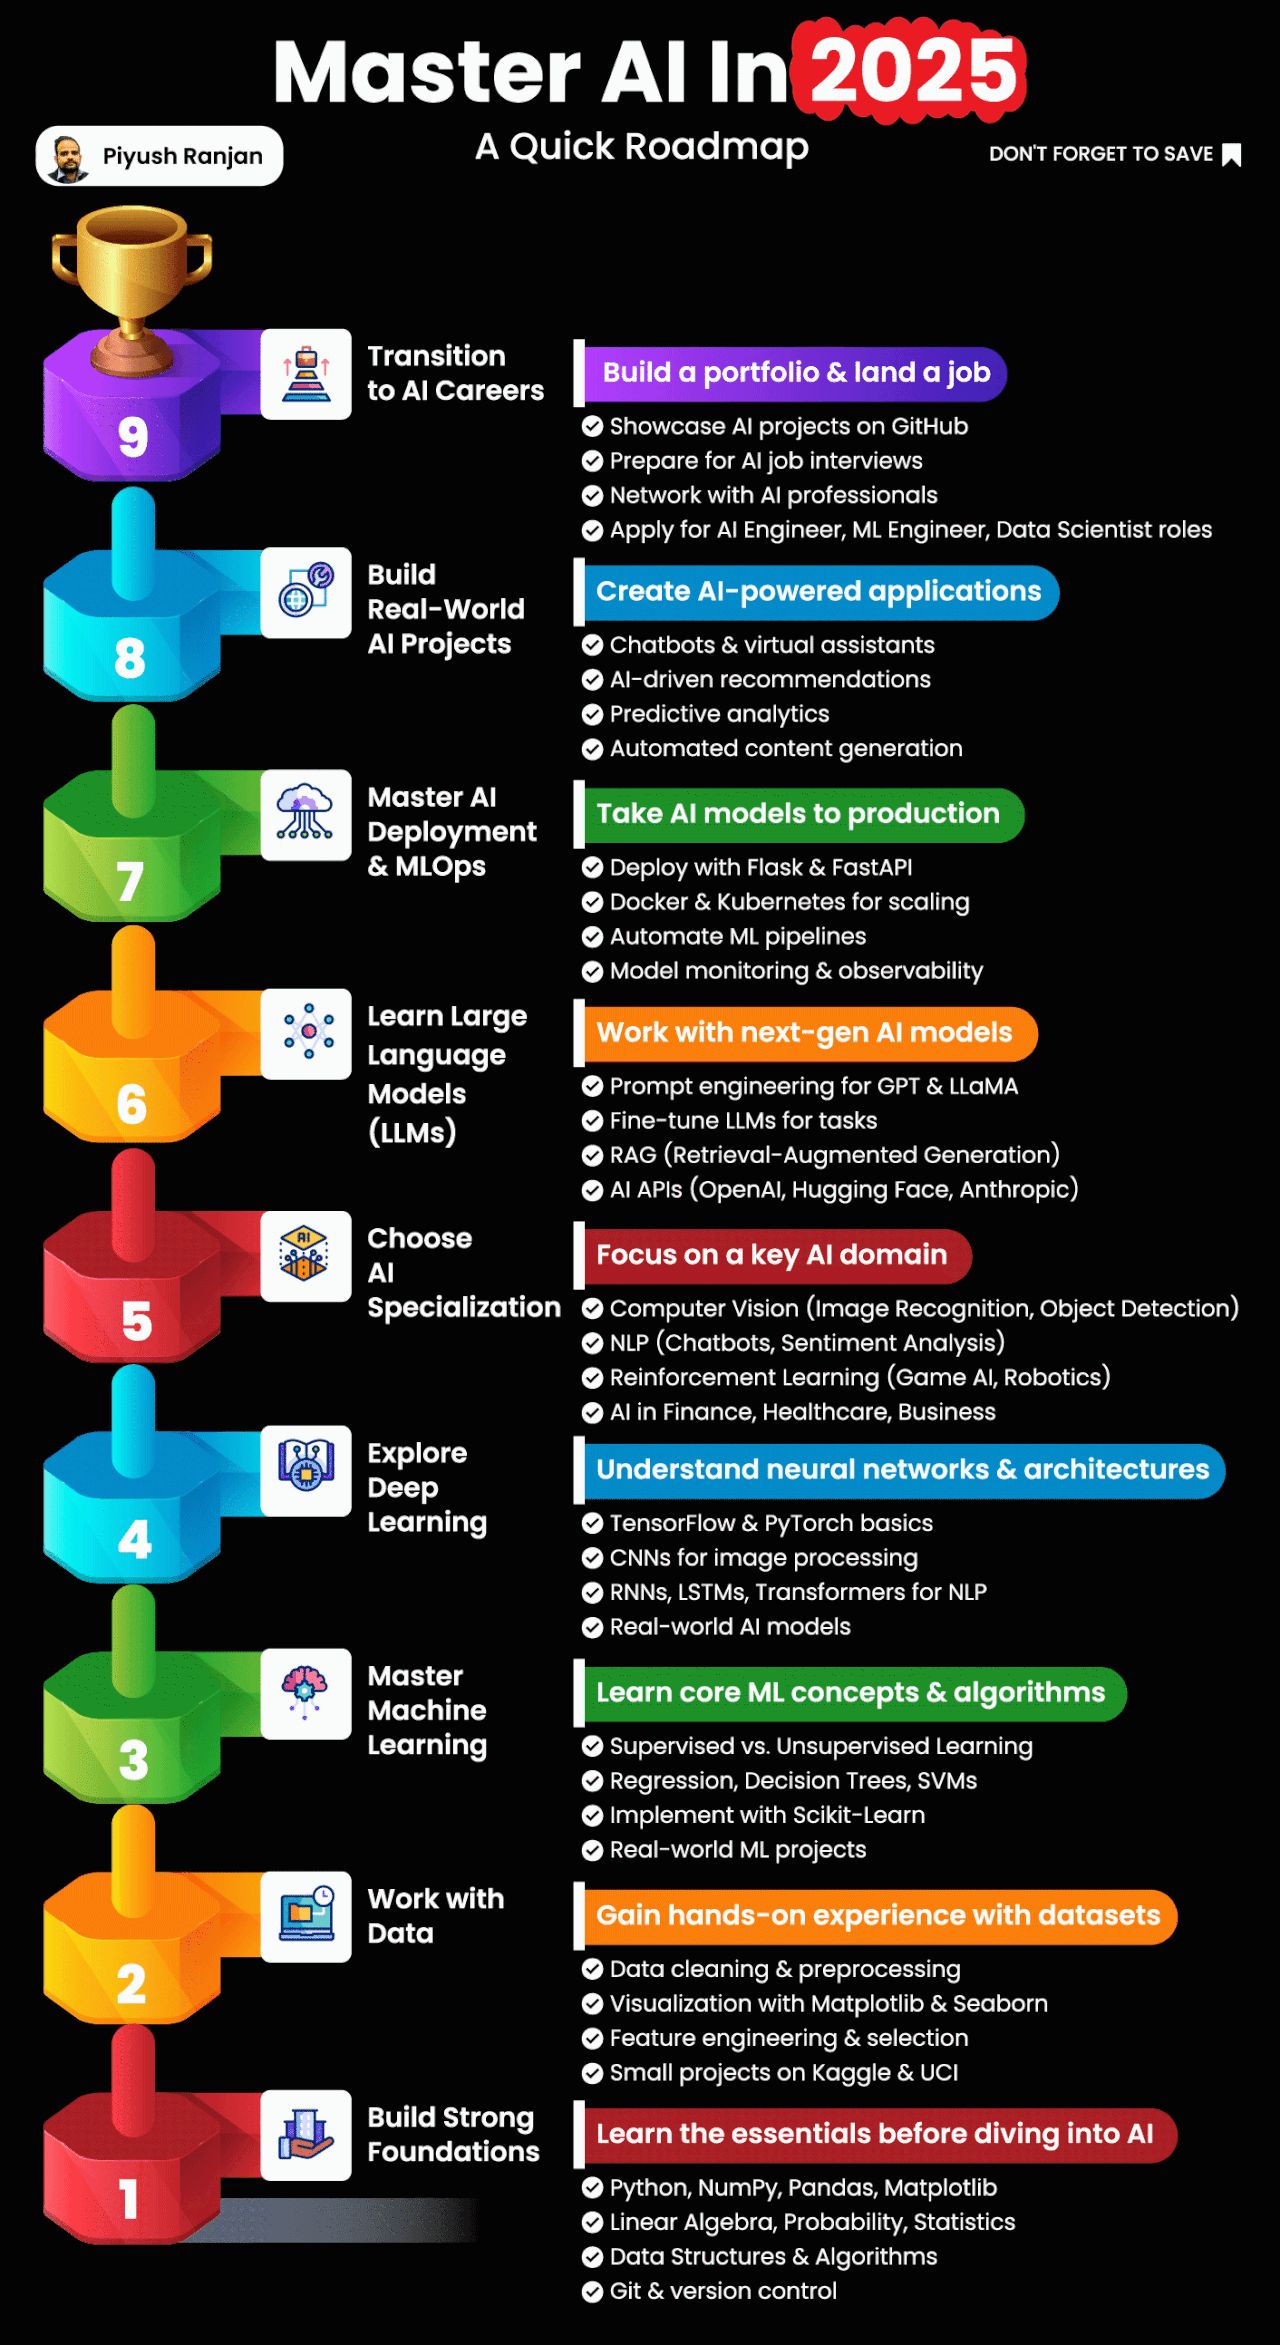 Master AI In 2025
A Quick Roadmap
Piyush Ranjan
DON'T FORGET TO SAVE
9
Transition
to AI Careers
Build a portfolio & land a job
Showcase AI projects on GitHub
Prepare for AI job interviews
Network with AI professionals
Apply for AI Engineer, ML Engineer, Data Scientist roles
8
Build
Real-World
AI Projects
Create AI-powered applications
Chatbots & virtual assistants
AI-driven recommendations
Predictive analytics
Automated content generation
7
Master AI
Deployment
& MLOps
Take AI models to production
Deploy with Flask & FastAPI
Docker & Kubernetes for scaling
Automate ML pipelines
Model monitoring & observability
6
Learn Large
Language
Models
(LLMs)
Work with next-gen AI models
Prompt engineering for GPT & LLaMA
Fine-tune LLMs for tasks
RAG (Retrieval-Augmented Generation)
AI APIs (OpenAI, Hugging Face, Anthropic)
5
AI
Choose
AI
Specialization
Focus on a key AI domain
Computer Vision (Image Recognition, Object Detection)
NLP (Chatbots, Sentiment Analysis)
Reinforcement Learning (Game AI, Robotics)
AI in Finance, Healthcare, Business
4
Explore
Deep
Learning
Understand neural networks & architectures
TensorFlow & PyTorch basics
CNNs for image processing
RNNs, LSTMs, Transformers for NLP
Real-world AI models
3
Master
Machine
Learning
Learn core ML concepts & algorithms
Supervised vs. Unsupervised Learning
Regression, Decision Trees, SVMs
Implement with Scikit-Learn
Real-world ML projects
2
Work with
Data
Gain hands-on experience with datasets
Data cleaning & preprocessing
Visualization with Matplotlib & Seaborn
Feature engineering & selection
Small projects on Kaggle & UCI
1
Build Strong
Foundations
Learn the essentials before diving into AI
Python, NumPy, Pandas, Matplotlib
Linear Algebra, Probability, Statistics
Data Structures & Algorithms
Git & version control